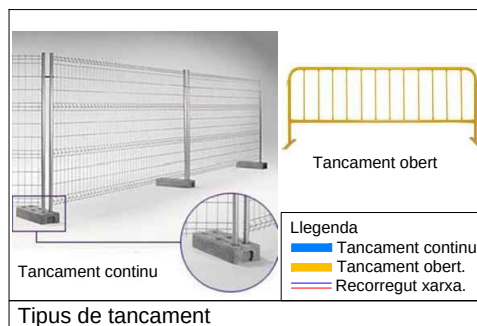 Tancament obert
Tancament continu
Llegenda
Tancament continu
Tancament obert.
Recorregut xarxa.
Tipus de tancament